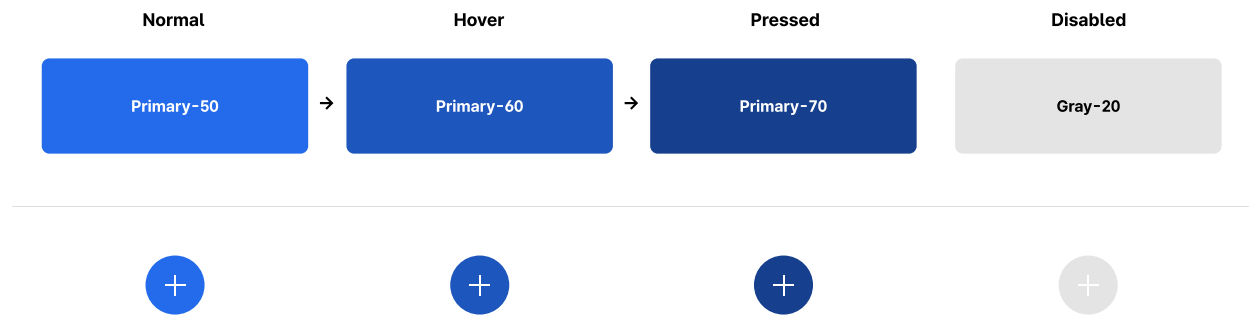 Normal
Hover
Pressed
Disabled
Primary-50
→
Primary-60
→
Primary-70
Gray-20